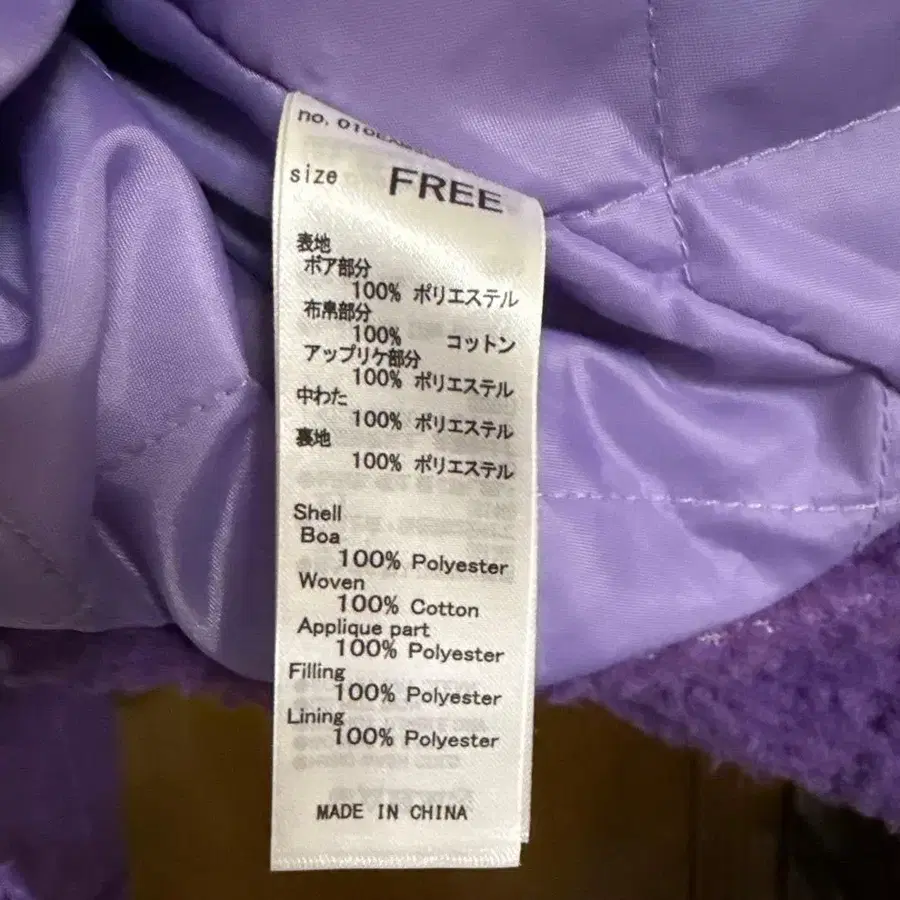 no.
size FREE
表地
ボア部分
100% ポリエステル
布帛部分
100% コットン
アップリケ部分
100% ポリエステル
中わた
100% ポリエステル
裏地
100% ポリエステル
Shell
Boa
100% Polyester
Woven
100% Cotton
Applique part
100% Polyester
Filling
100% Polyester
Lining
100% Polyester
MADE IN CHINA